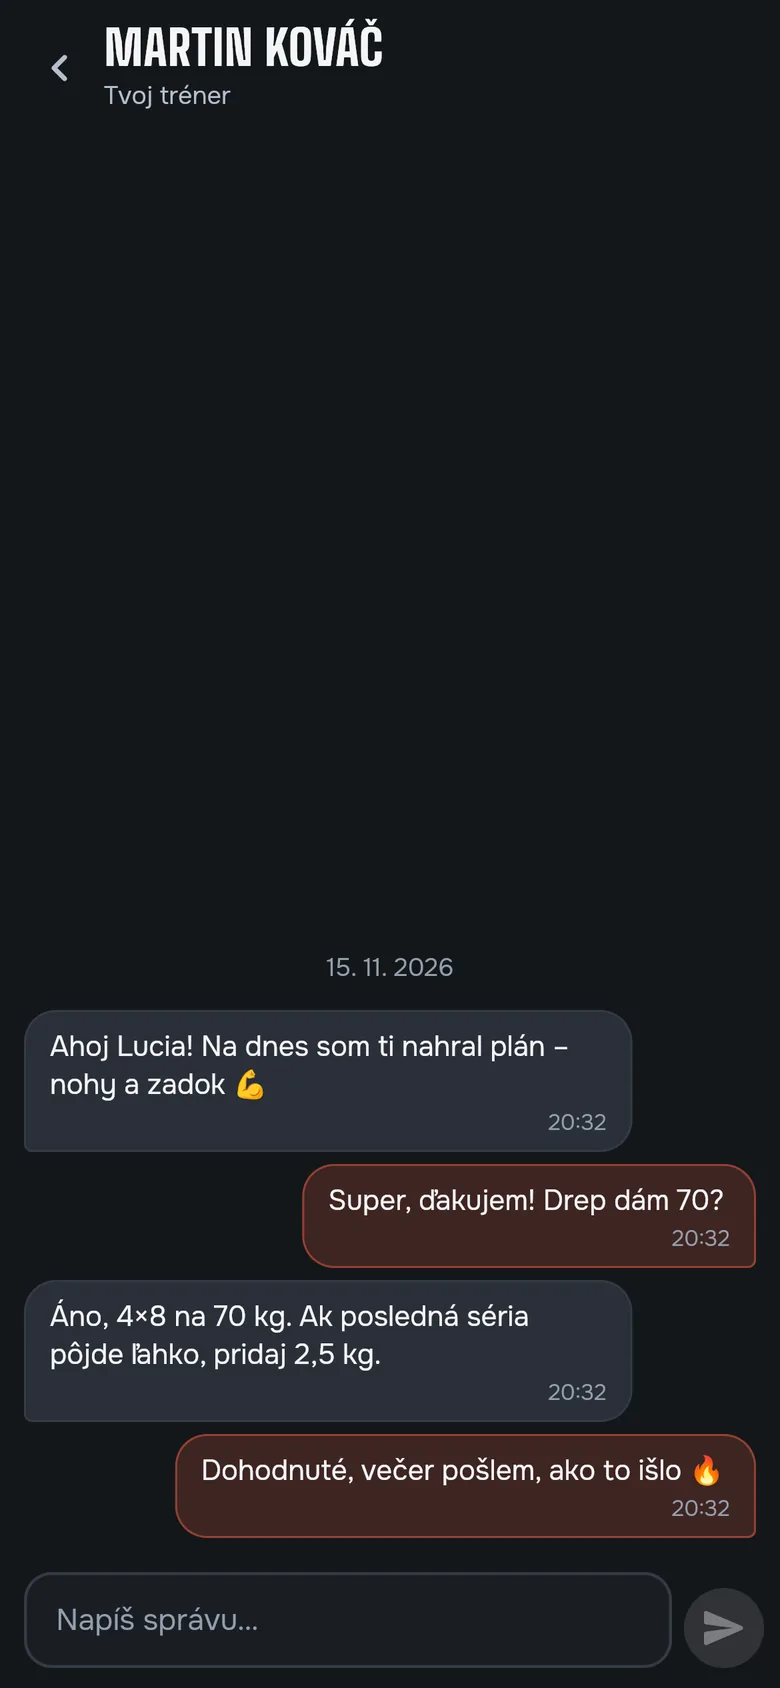 MARTIN KOVÁČ
Tvoj tréner
15. 11. 2026
Ahoj Lucia! Na dnes som ti nahral plán –
nohy a zadok 💪
20:32
Super, ďakujem! Drep dám 70?
20:32
Áno, 4×8 na 70 kg. Ak posledná séria
pôjde ľahko, pridaj 2,5 kg.
20:32
Dohodnuté, večer pošlem, ako to išlo 🔥
20:32
Napíš správu...